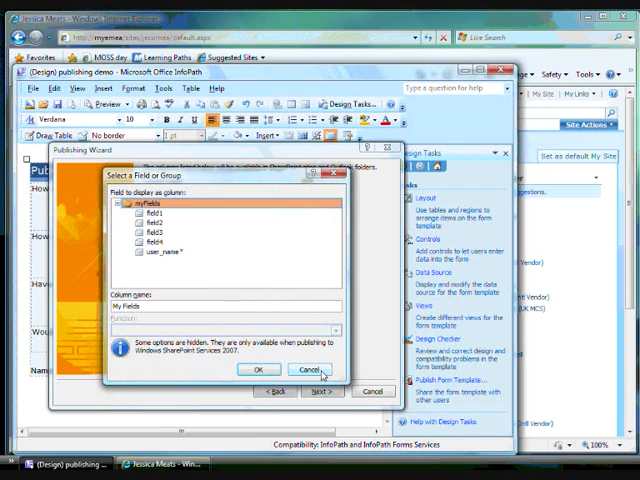 Jessica Meats - Windows Internet Explorer
http://myemea/sites/jessmea/default.aspx
Live Search
Favorites
MOSS day
Learning Paths
Suggested Sites
(Design) publishing demo - Microsoft Office InfoPath
Safety
Tools
File Edit View Insert Format Tools Table Help
Type a question for help
My Site
My Links
Preview
Design Tasks...
Verdana
10
B I U
Site Actions
Draw Table
No border
1 pt
Insert
Publishing Wizard
Design Tasks
Set as default My Site
Select a Field or Group
Field to display as column:
myFields
field1
field2
field3
field4
user_name*
Column name:
My Fields
Function:
Some options are hidden. They are only available when publishing to
Windows SharePoint Services 2007.
OK
Cancel
< Back
Next >
Cancel
Layout
Use tables and regions to arrange items on the form template.
Controls
Add controls to let users enter data into the form.
Data Source
Display and modify the data source for the form template.
Views
Create different views for the form template.
Design Checker
Review and correct design and compatibility problems in the form template.
Publish Form Template...
Share the form template with other users
Help with Design Tasks
Compatibility: InfoPath and InfoPath Forms Services
100%
(Design) publishing ...
Jessica Meats - Win...